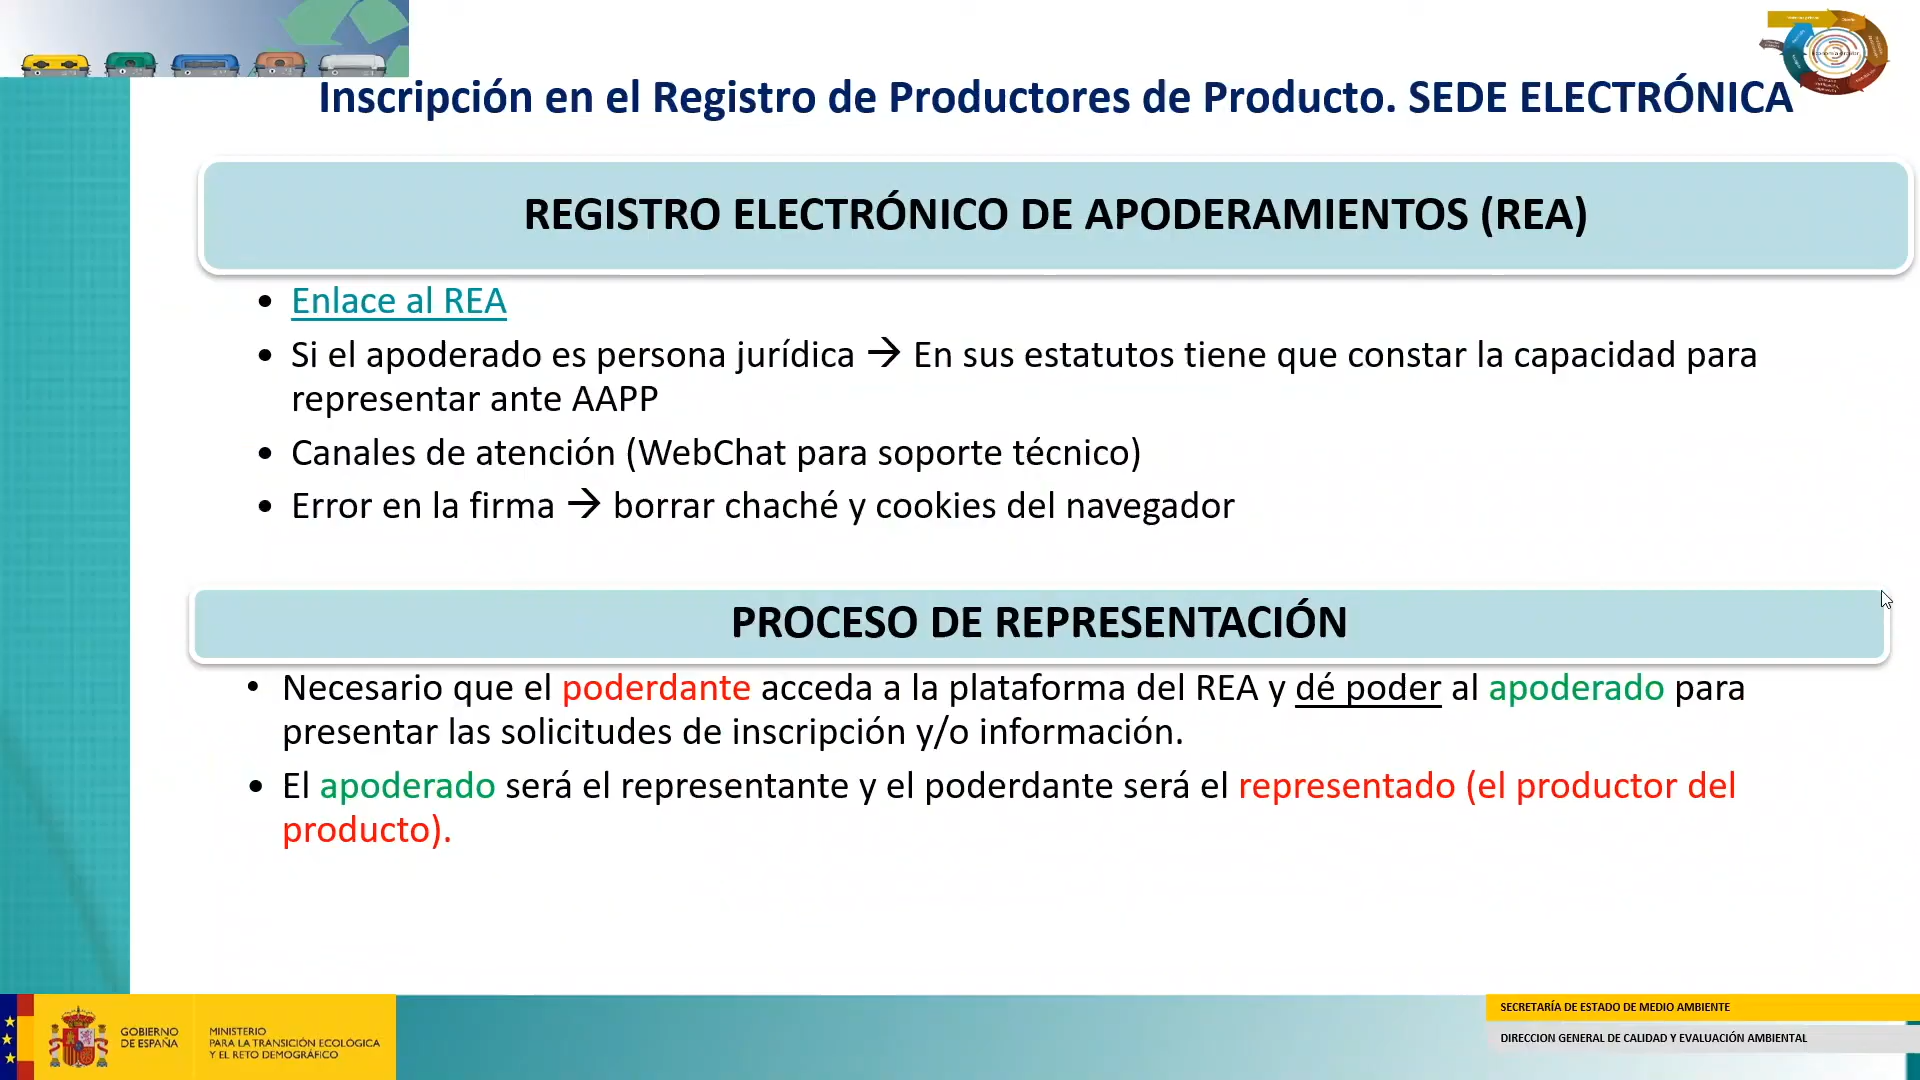 Inscripción en el Registro de Productores de Producto. SEDE ELECTRÓNICA
REGISTRO ELECTRÓNICO DE APODERAMIENTOS (REA)
• Enlace al REA
• Si el apoderado es persona jurídica → En sus estatutos tiene que constar la capacidad para
representar ante AAPP
• Canales de atención (WebChat para soporte técnico)
• Error en la firma → borrar chaché y cookies del navegador
PROCESO DE REPRESENTACIÓN
• Necesario que el poderdante acceda a la plataforma del REA y dé poder al apoderado para
presentar las solicitudes de inscripción y/o información.
• El apoderado será el representante y el poderdante será el representado (el productor del
producto).
GOBIERNO
DE ESPAÑA
MINISTERIO
PARA LA TRANSICIÓN ECOLÓGICA
Y EL RETO DEMOGRÁFICO
SECRETARÍA DE ESTADO DE MEDIO AMBIENTE
DIRECCION GENERAL DE CALIDAD Y EVALUACIÓN AMBIENTAL